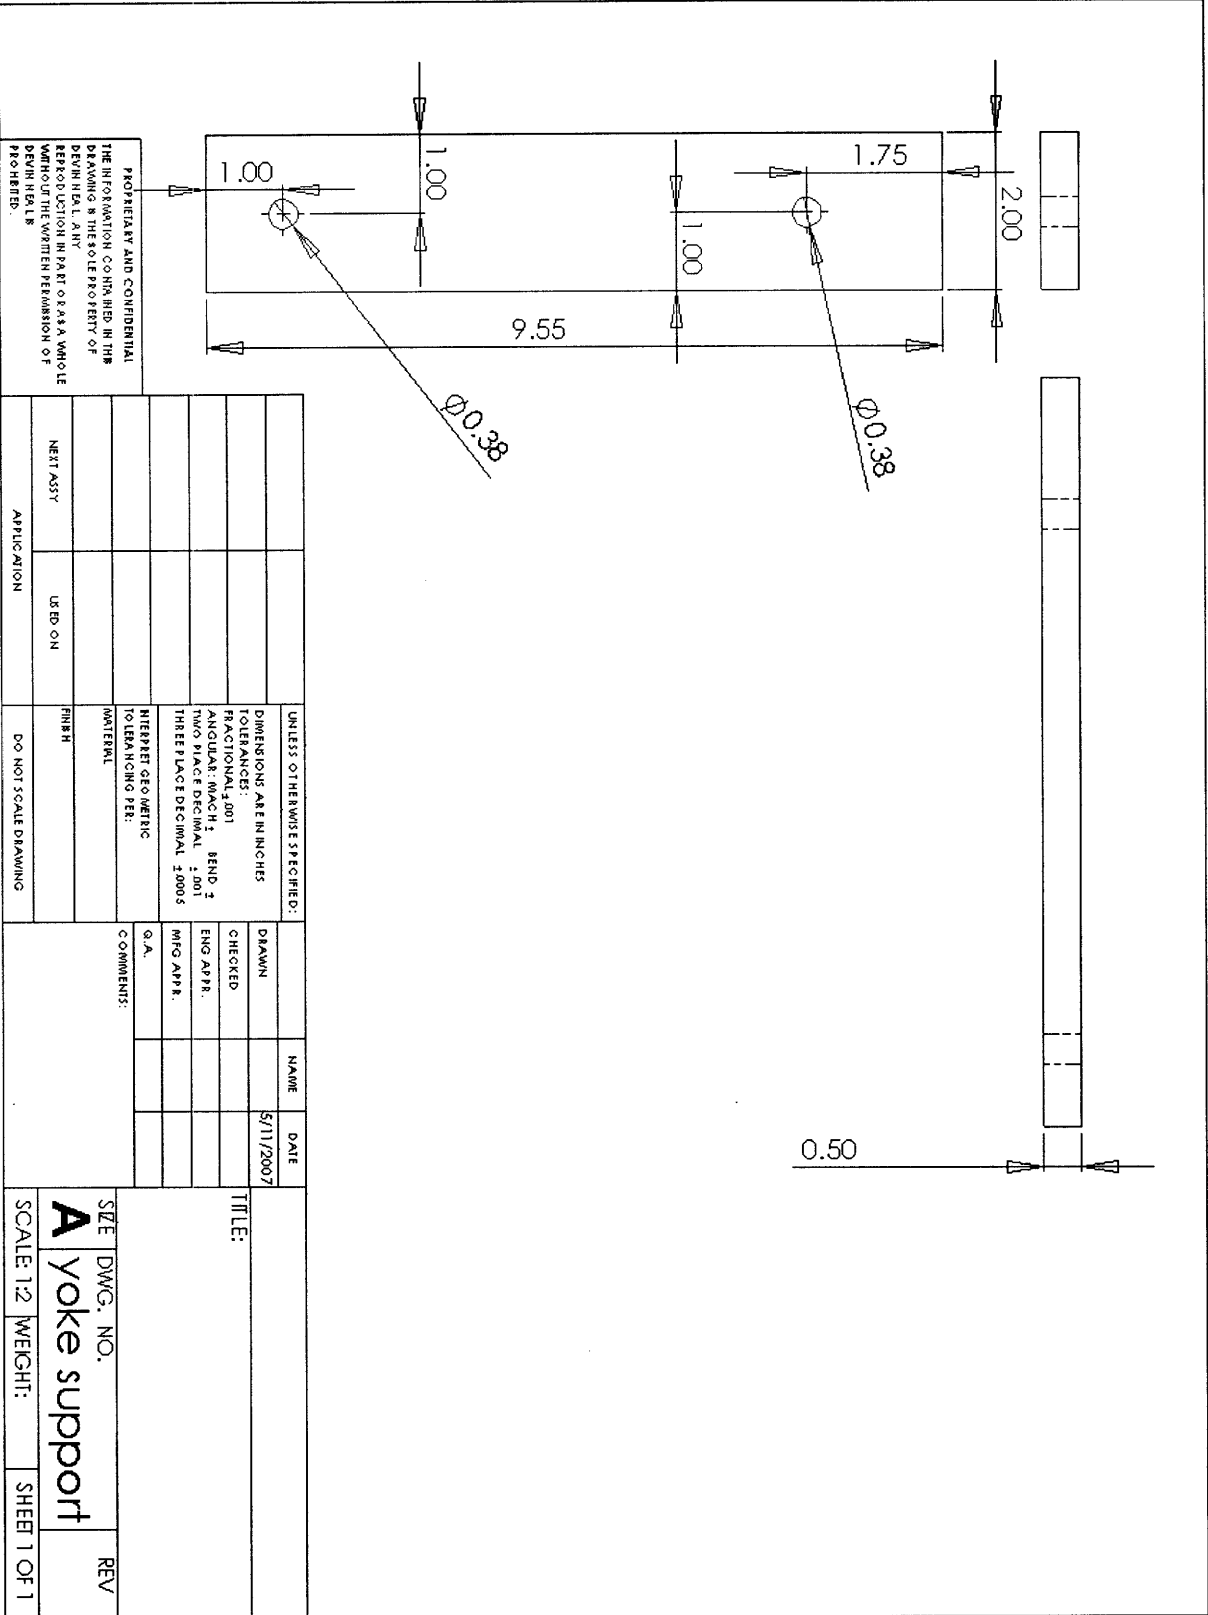 2.00
1.75
1.00
1.00
1.00
9.55
Ø0.38
Ø0.38
0.50
PROPRIETARY AND CONFIDENTIAL
THE INFORMATION CONTAINED IN THIS
DRAWING IS THE SOLE PROPERTY OF
DEVIN NEAL. ANY
REPRODUCTION IN PART OR AS A WHOLE
WITHOUT THE WRITTEN PERMISSION OF
DEVIN NEAL IS
PROHIBITED.
NEXT ASSY
USED ON
APPLICATION
UNLESS OTHERWISE SPECIFIED:
DIMENSIONS ARE IN INCHES
TOLERANCES:
FRACTIONAL ±.001
ANGULAR: MACH ± BEND ±
TWO PLACE DECIMAL ±.001
THREE PLACE DECIMAL ±.0005
INTERPRET GEOMETRIC
TOLERANCING PER:
MATERIAL
FINISH
DO NOT SCALE DRAWING
NAME DATE
DRAWN 5/11/2007
CHECKED
ENG APPR.
MFG APPR.
Q.A.
COMMENTS:
TITLE:
SIZE DWG. NO. REV
A yoke support
SCALE: 1:2 WEIGHT: SHEET 1 OF 1